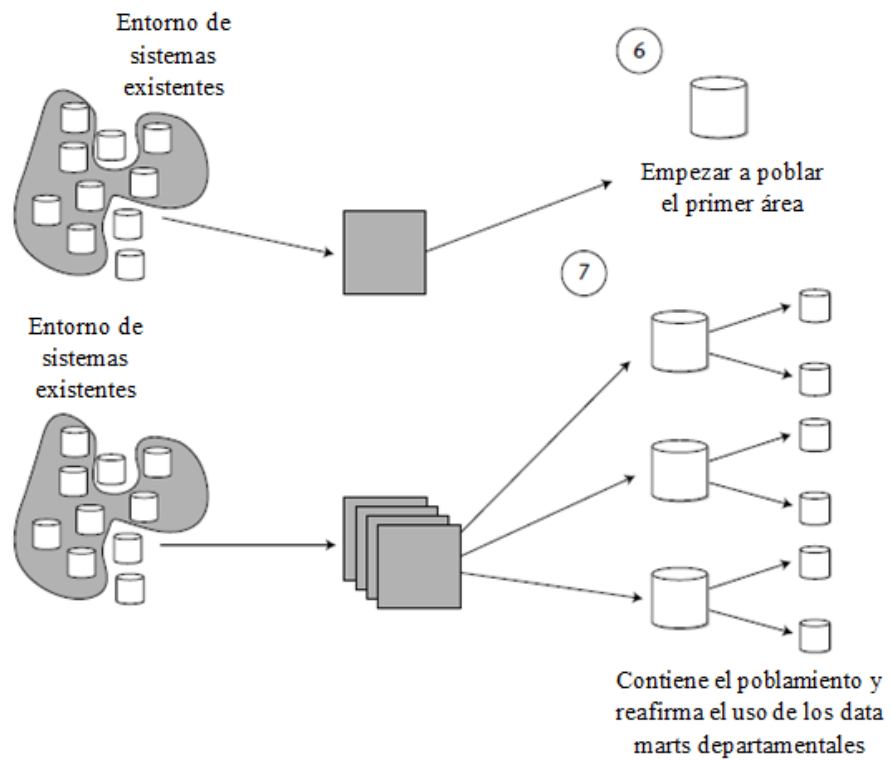 Entorno de
sistemas
existentes
6
Empezar a poblar
el primer área
7
Entorno de
sistemas
existentes
Contiene el poblamiento y
reafirma el uso de los data
marts departamentales